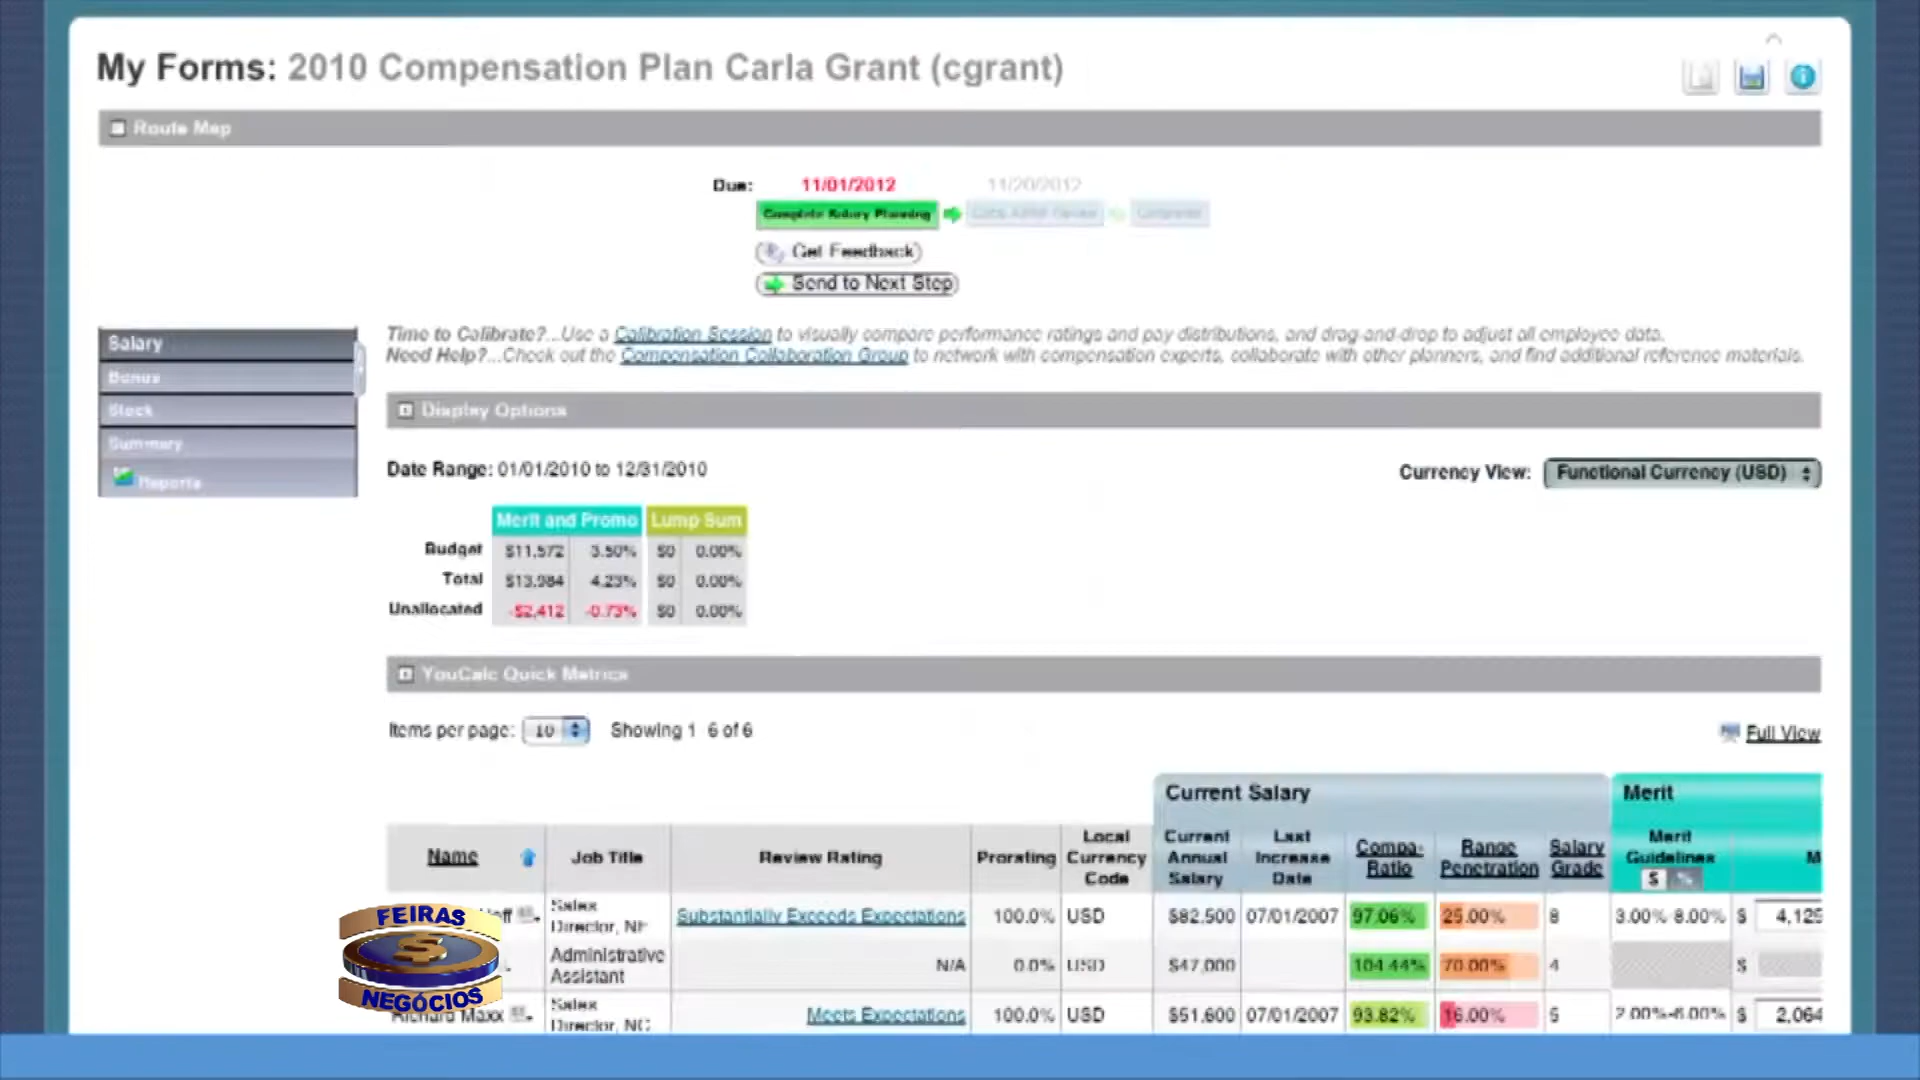 My Forms: 2010 Compensation Plan Carla Grant (cgrant)
Route Map
Due: 11/01/2012 11/20/2012
Complete Salary Planning
Completed
Get Feedback
Send to Next Step
Time to Calibrate?...Use a Calibration Session to visually compare performance ratings and pay distributions, and drag-and-drop to adjust all employee data.
Need Help?...Check out the Compensation Collaboration Group to network with compensation experts, collaborate with other planners, and find additional reference materials.
Salary
Bonus
Stock
Summary
Reports
Display Options
Date Range: 01/01/2010 to 12/31/2010
Currency View: Functional Currency (USD)
Merit and Promo Lump Sum
Budget $11,572 3.50% $0 0.00%
Total $13,984 4.23% $0 0.00%
Unallocated -$2,412 -0.73% $0 0.00%
YouCalc Quick Metrics
Items per page: 10 Showing 1 6 of 6
Full View
Current Salary Merit
Name Job Title Review Rating Prorating Local Currency Code Current Annual Salary Last Increase Date Compa-Ratio Range Penetration Salary Grade Merit Guidelines $ % M
Sales Director, NE Substantially Exceeds Expectations 100.0% USD $82,500 07/01/2007 97.06% 25.00% 8 3.00%-8.00% $ 4,125
Administrative Assistant N/A 0.0% USD $47,000 104.44% 70.00% 4 $
Richard Maxx Sales Director, NC Meets Expectations 100.0% USD $51,600 07/01/2007 93.82% 16.00% 5 2.00%-6.00% $ 2,064
FEIRAS
$
NEGÓCIOS